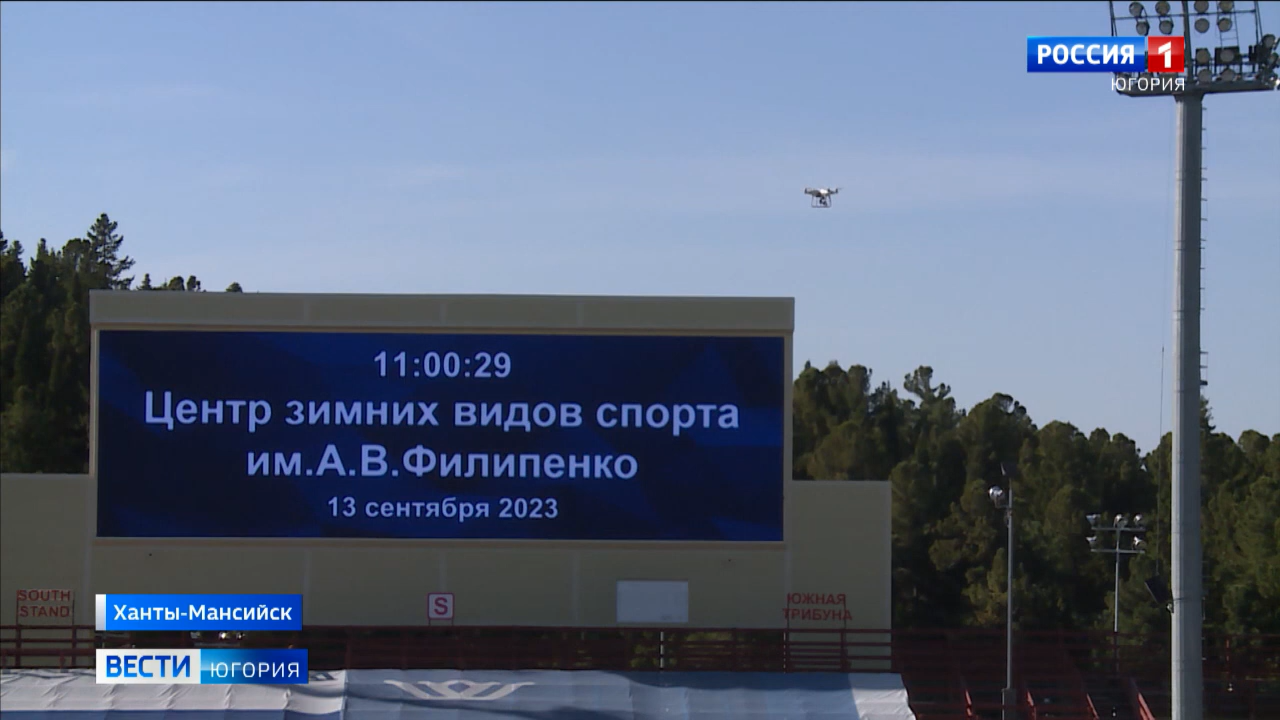 РОССИЯ 1
ЮГОРИЯ
11:00:29
Центр зимних видов спорта
им.А.В.Филипенко
13 сентября 2023
SOUTH
STAND
S
ЮЖНАЯ
ТРИБУНА
Ханты-Мансийск
ВЕСТИ ЮГОРИЯ